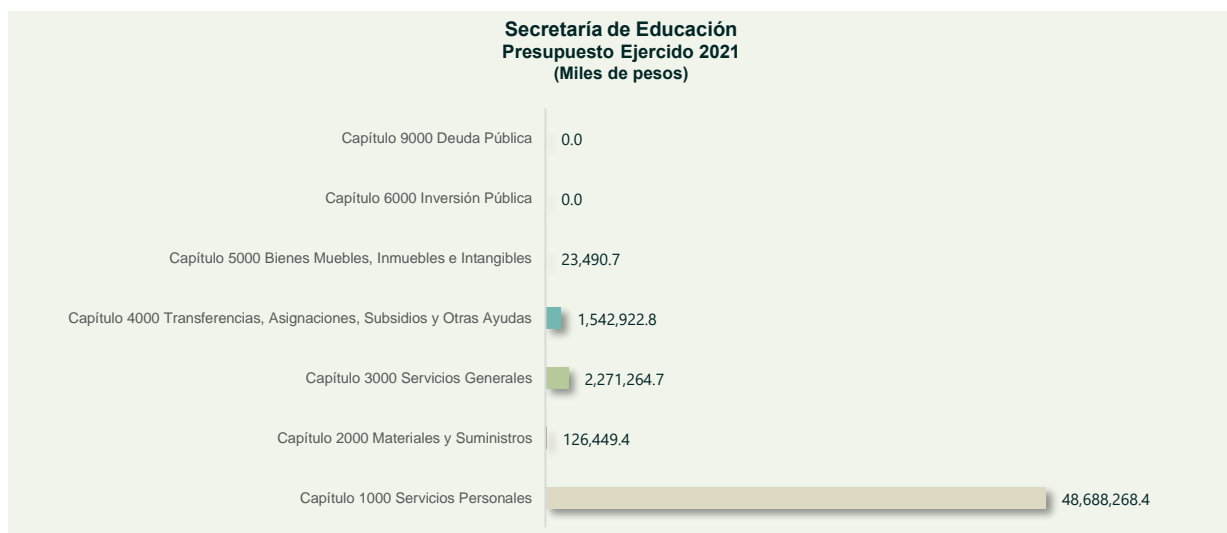 Secretaría de Educación
Presupuesto Ejercido 2021
(Miles de pesos)
Capítulo 9000 Deuda Pública 0.0
Capítulo 6000 Inversión Pública 0.0
Capítulo 5000 Bienes Muebles, Inmuebles e Intangibles 23,490.7
Capítulo 4000 Transferencias, Asignaciones, Subsidios y Otras Ayudas 1,542,922.8
Capítulo 3000 Servicios Generales 2,271,264.7
Capítulo 2000 Materiales y Suministros 126,449.4
Capítulo 1000 Servicios Personales 48,688,268.4